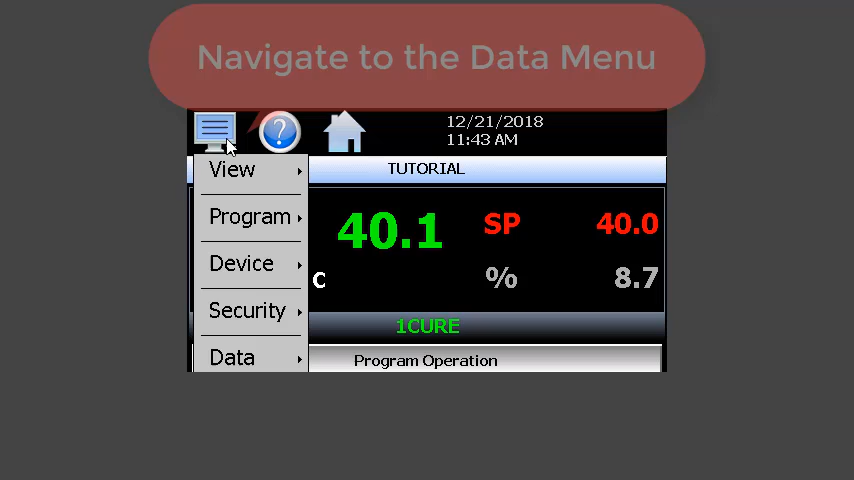 Navigate to the Data Menu
12/21/2018
11:43 AM
?
TUTORIAL
View
Program
Device
Security
Data
40.1 SP 40.0
C % 8.7
1CURE
Program Operation